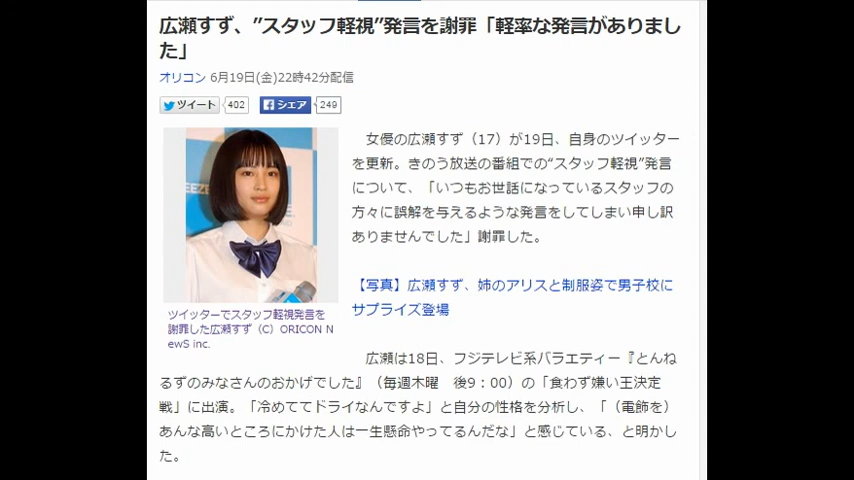 広瀬すず、”スタッフ軽視”発言を謝罪「軽率な発言がありまし
た」
オリコン 6月19日(金)22時42分配信
ツイート 402 シェア 249
女優の広瀬すず（17）が19日、自身のツイッター
を更新。きのう放送の番組での“スタッフ軽視”発言
について、「いつもお世話になっているスタッフの
方々に誤解を与えるような発言をしてしまい申し訳
ありませんでした」謝罪した。
【写真】広瀬すず、姉のアリスと制服姿で男子校に
サプライズ登場
ツイッターでスタッフ軽視発言を
謝罪した広瀬すず（C）ORICON N
ewS inc.
広瀬は18日、フジテレビ系バラエティー『とんね
るずのみなさんのおかげでした』（毎週木曜　後9：00）の「食わず嫌い王決定
戦」に出演。「冷めててドライなんですよ」と自分の性格を分析し、「（電飾を）
あんな高いところにかけた人は一生懸命やってるんだな」と感じている、と明かし
た。